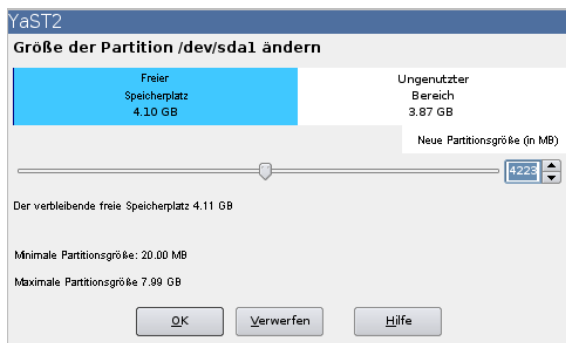 YaST2
Größe der Partition /dev/sda1 ändern
Freier
Speicherplatz
4.10 GB
Ungenutzter
Bereich
3.87 GB
Neue Partitionsgröße (in MB)
4223
Der verbleibende freie Speicherplatz 4.11 GB
Minimale Partitionsgröße: 20.00 MB
Maximale Partitionsgröße 7.99 GB
OK
Verwerfen
Hilfe